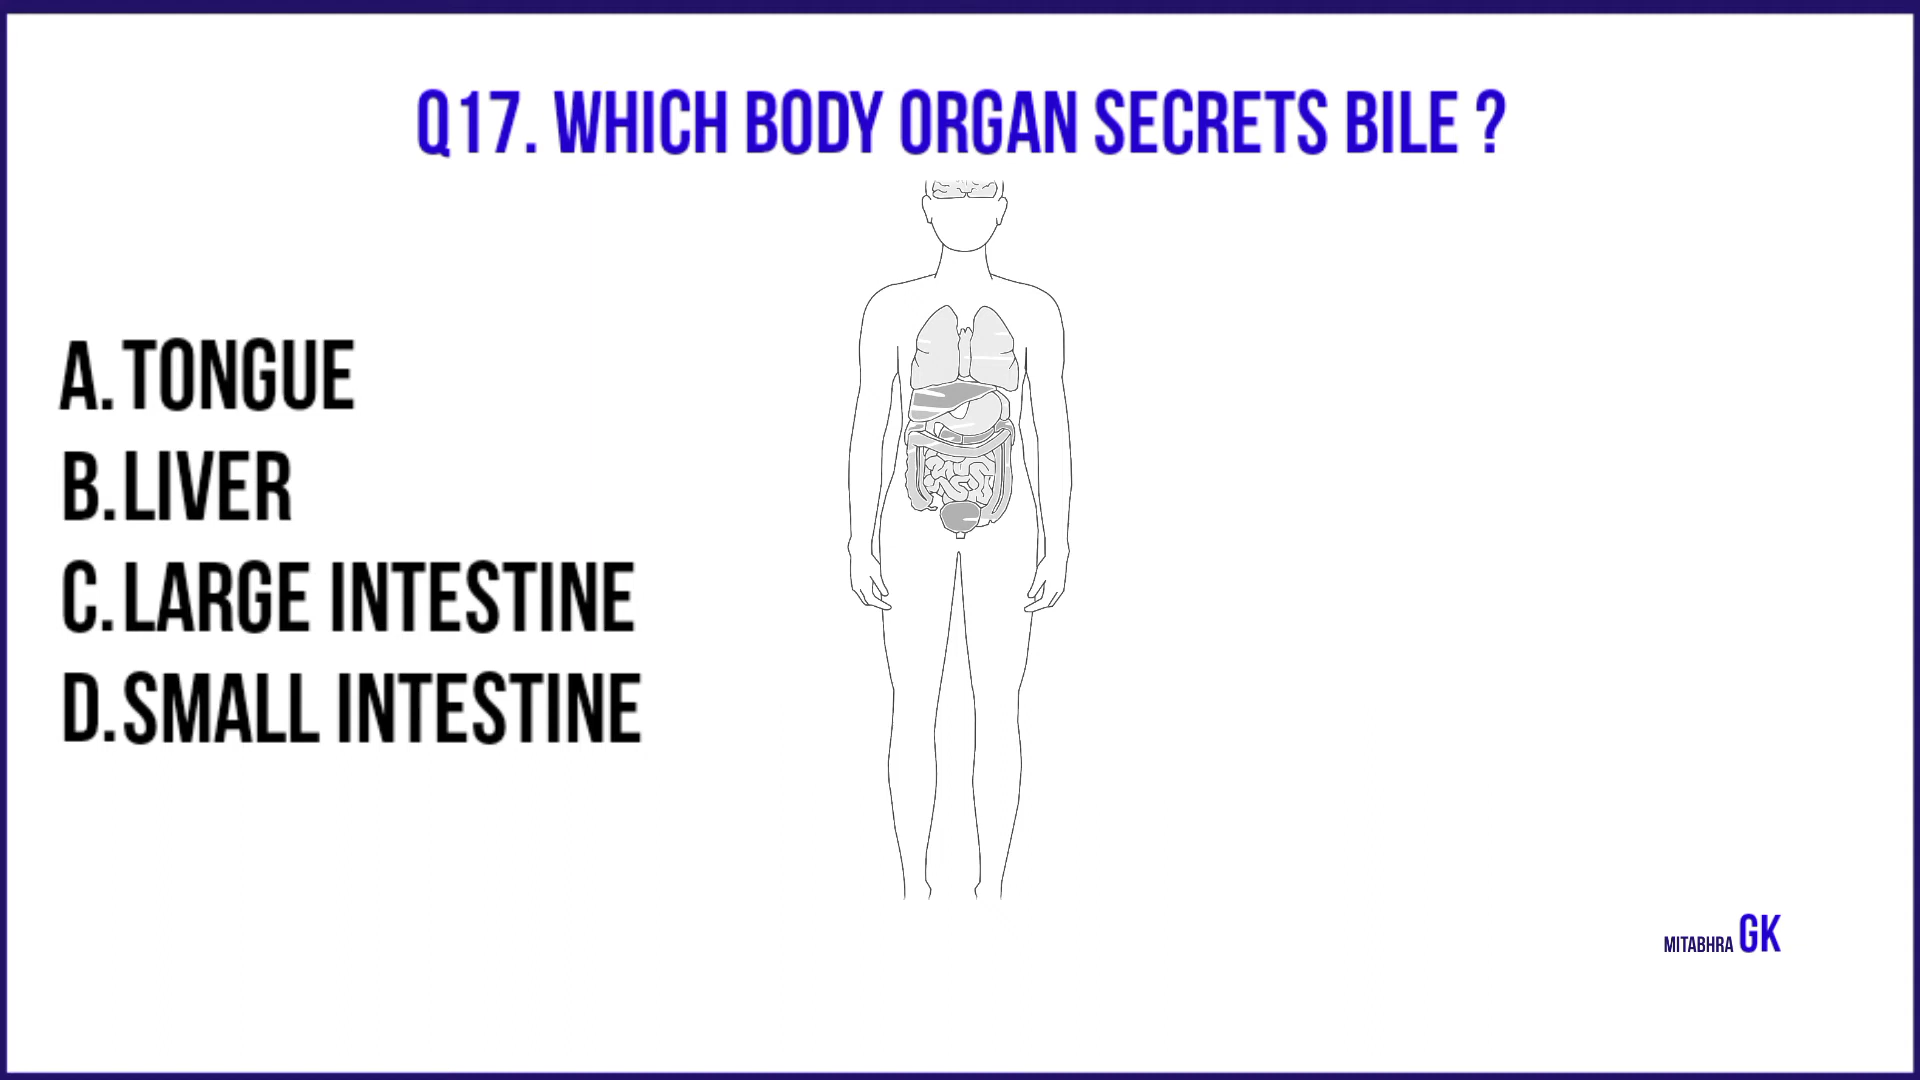 Q17. WHICH BODY ORGAN SECRETS BILE ?
A. TONGUE
B. LIVER
C. LARGE INTESTINE
D. SMALL INTESTINE
MITABHRA GK